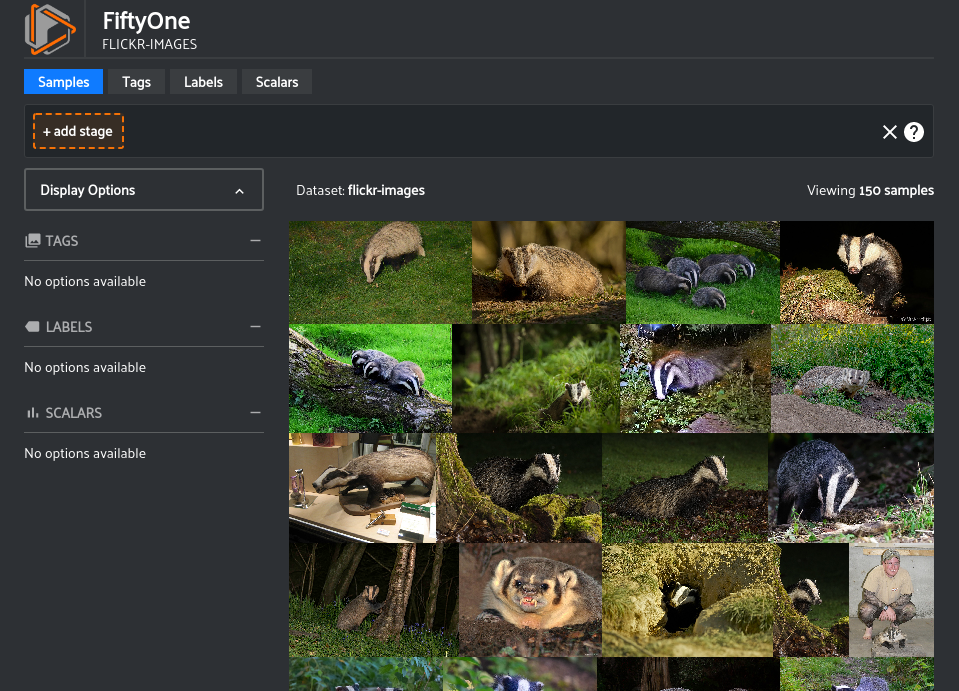 FiftyOne
FLICKR-IMAGES
Samples Tags Labels Scalars
+ add stage
Display Options
Dataset: flickr-images
Viewing 150 samples
TAGS
No options available
LABELS
No options available
SCALARS
No options available